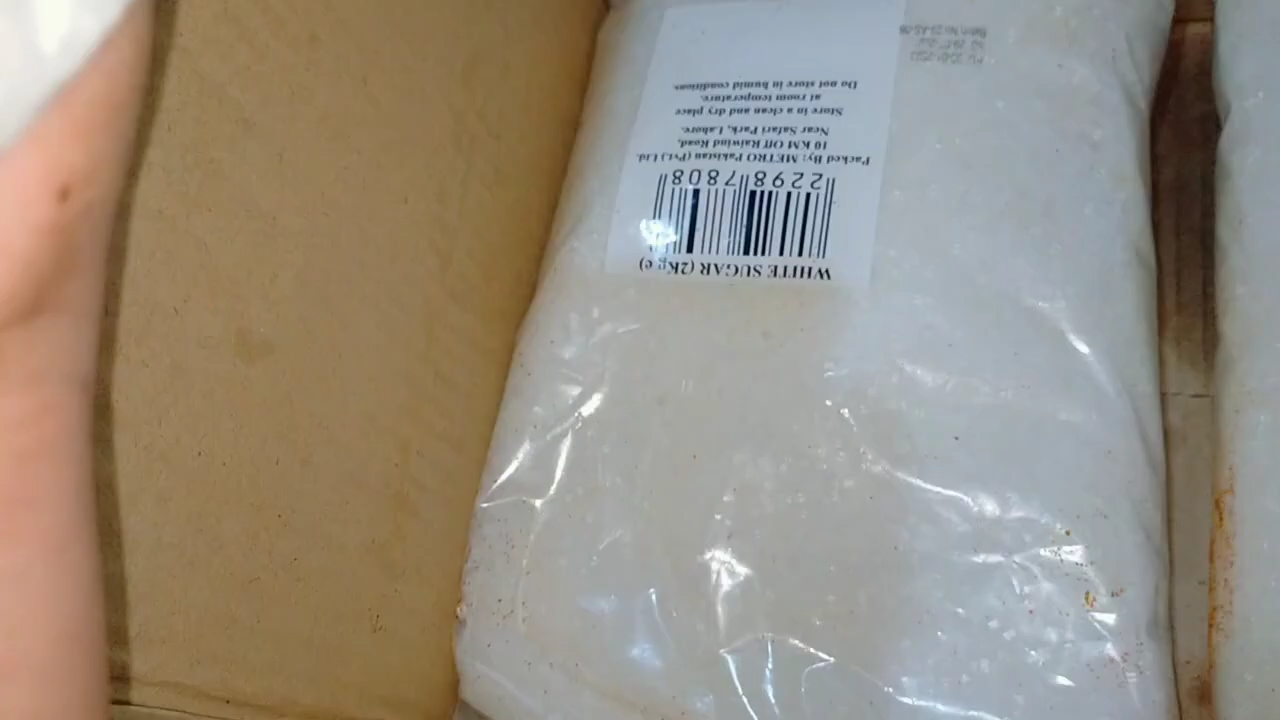 WHITE SUGAR (2Kg e)
2298 7808
Packed By: METRO Pakistan (Pvt.) Ltd.
10 KM Off Raiwind Road,
Near Safari Park, Lahore.
Store in a clean and dry place
at room temperature.
Do not store in humid conditions.